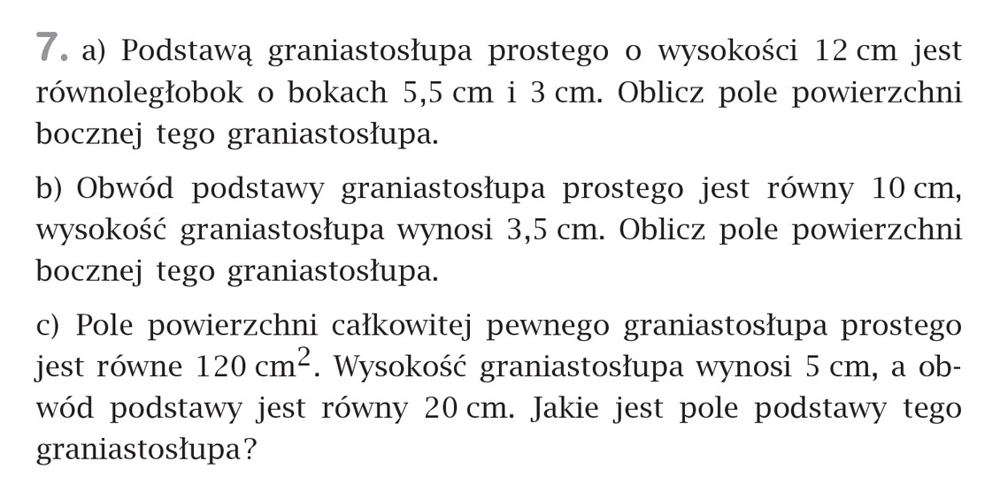 7. a) Podstawą graniastosłupa prostego o wysokości 12 cm jest
równoległobok o bokach 5,5 cm i 3 cm. Oblicz pole powierzchni
bocznej tego graniastosłupa.
b) Obwód podstawy graniastosłupa prostego jest równy 10 cm,
wysokość graniastosłupa wynosi 3,5 cm. Oblicz pole powierzchni
bocznej tego graniastosłupa.
c) Pole powierzchni całkowitej pewnego graniastosłupa prostego
jest równe 120 cm². Wysokość graniastosłupa wynosi 5 cm, a ob-
wód podstawy jest równy 20 cm. Jakie jest pole podstawy tego
graniastosłupa?